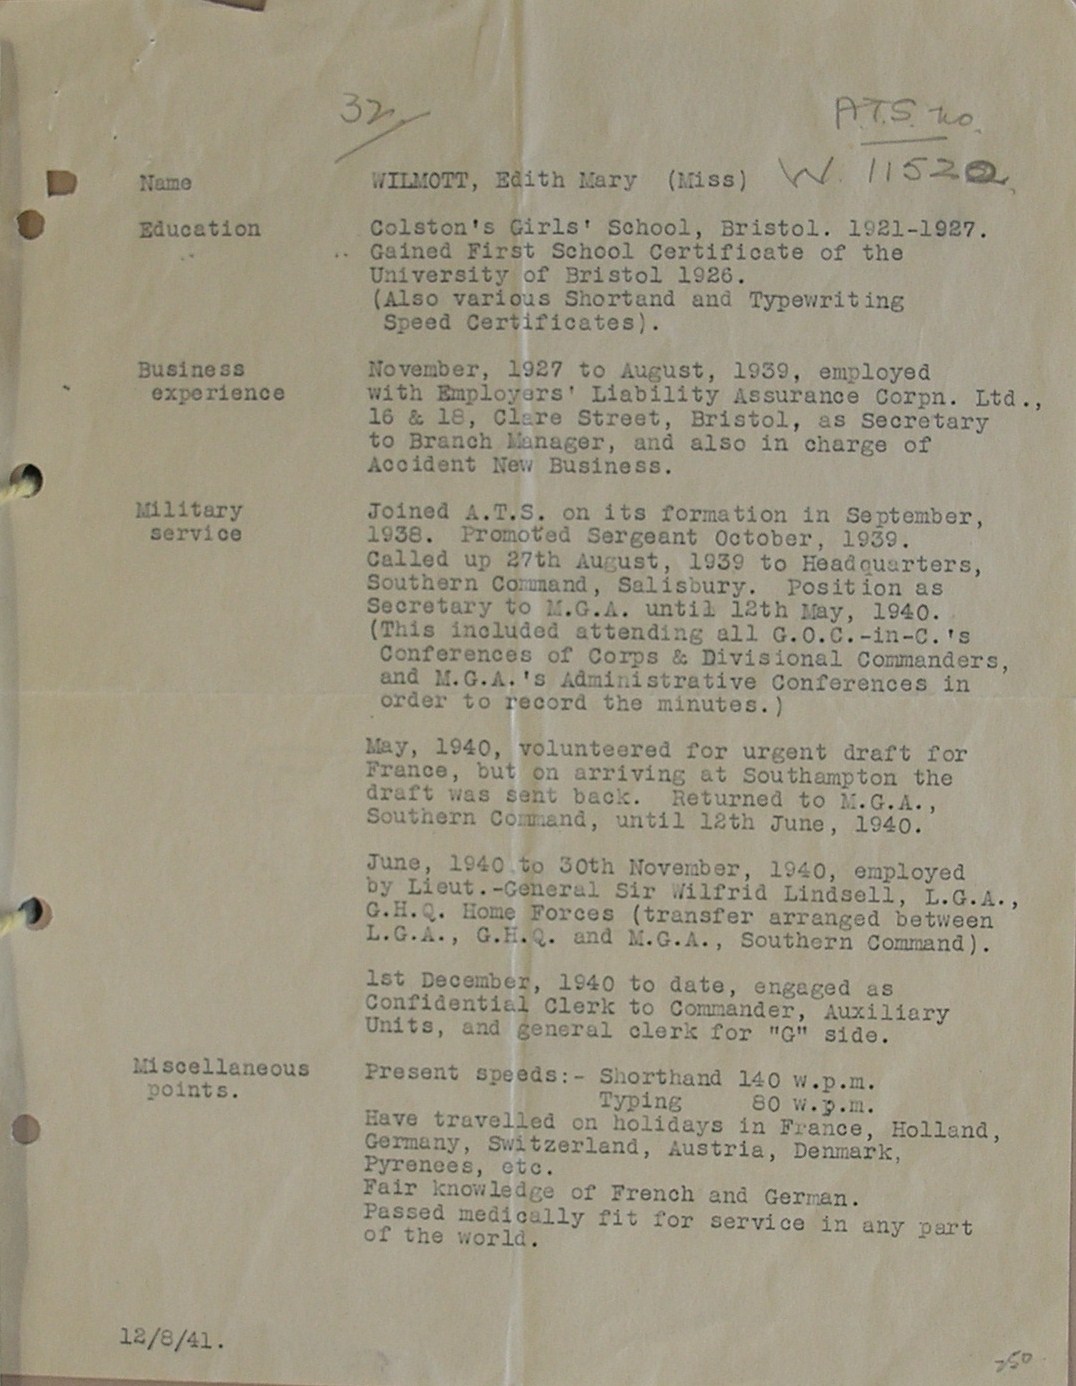 32
A.T.S. No.
Name WILMOTT, Edith Mary (Miss) W. 11522
Education Colston's Girls' School, Bristol. 1921-1927.
Gained First School Certificate of the
University of Bristol 1926.
(Also various Shortand and Typewriting
Speed Certificates).
Business November, 1927 to August, 1939, employed
experience with Employers' Liability Assurance Corpn. Ltd.,
16 & 18, Clare Street, Bristol, as Secretary
to Branch Manager, and also in charge of
Accident New Business.
Military Joined A.T.S. on its formation in September,
service 1938. Promoted Sergeant October, 1939.
Called up 27th August, 1939 to Headquarters,
Southern Command, Salisbury. Position as
Secretary to M.G.A. until 12th May, 1940.
(This included attending all G.O.C.-in-C.'s
Conferences of Corps & Divisional Commanders,
and M.G.A.'s Administrative Conferences in
order to record the minutes.)
May, 1940, volunteered for urgent draft for
France, but on arriving at Southampton the
draft was sent back. Returned to M.G.A.,
Southern Command, until 12th June, 1940.
June, 1940 to 30th November, 1940, employed
by Lieut.-General Sir Wilfrid Lindsell, L.G.A.,
G.H.Q. Home Forces (transfer arranged between
L.G.A., G.H.Q. and M.G.A., Southern Command).
1st December, 1940 to date, engaged as
Confidential Clerk to Commander, Auxiliary
Units, and general clerk for "G" side.
Miscellaneous Present speeds:- Shorthand 140 w.p.m.
points. Typing 80 w.p.m.
Have travelled on holidays in France, Holland,
Germany, Switzerland, Austria, Denmark,
Pyrenees, etc.
Fair knowledge of French and German.
Passed medically fit for service in any part
of the world.
12/8/41.